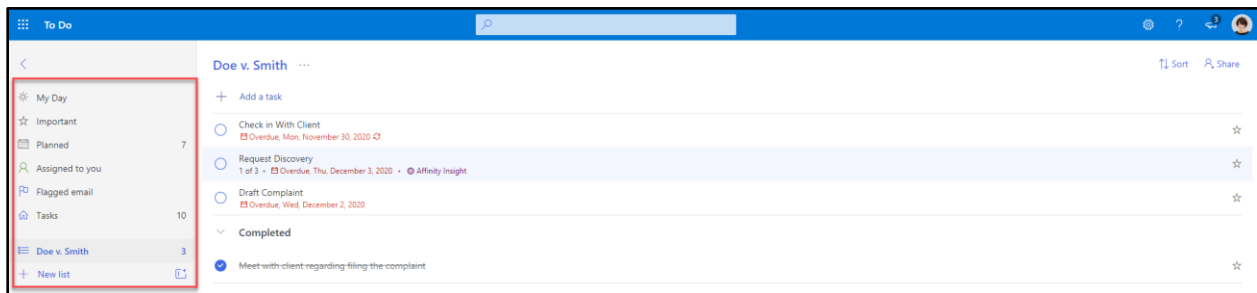 To Do
3
Doe v. Smith
Sort
Share
My Day
Important
Planned 7
Assigned to you
Flagged email
Tasks 10
Doe v. Smith 3
New list
Add a task
Check in With Client
Overdue, Mon, November 30, 2020
Request Discovery
1 of 3 • Overdue, Thu, December 3, 2020 • Affinity Insight
Draft Complaint
Overdue, Wed, December 2, 2020
Completed
Meet with client regarding filing the complaint